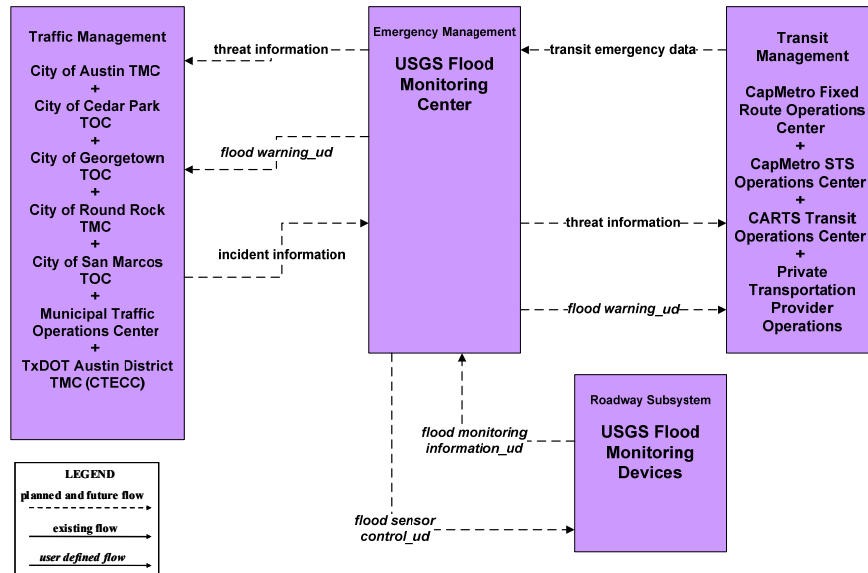 Traffic Management
City of Austin TMC
+
City of Cedar Park
TOC
+
City of Georgetown
TOC
+
City of Round Rock
TMC
+
City of San Marcos
TOC
+
Municipal Traffic
Operations Center
+
TxDOT Austin District
TMC (CTECC)
threat information
flood warning_ud
incident information
Emergency Management
USGS Flood
Monitoring
Center
transit emergency data
threat information
flood warning_ud
Transit
Management
CapMetro Fixed
Route Operations
Center
+
CapMetro STS
Operations Center
+
CARTS Transit
Operations Center
+
Private
Transportation
Provider
Operations
flood monitoring
information_ud
flood sensor
control_ud
Roadway Subsystem
USGS Flood
Monitoring
Devices
LEGEND
planned and future flow
existing flow
user defined flow